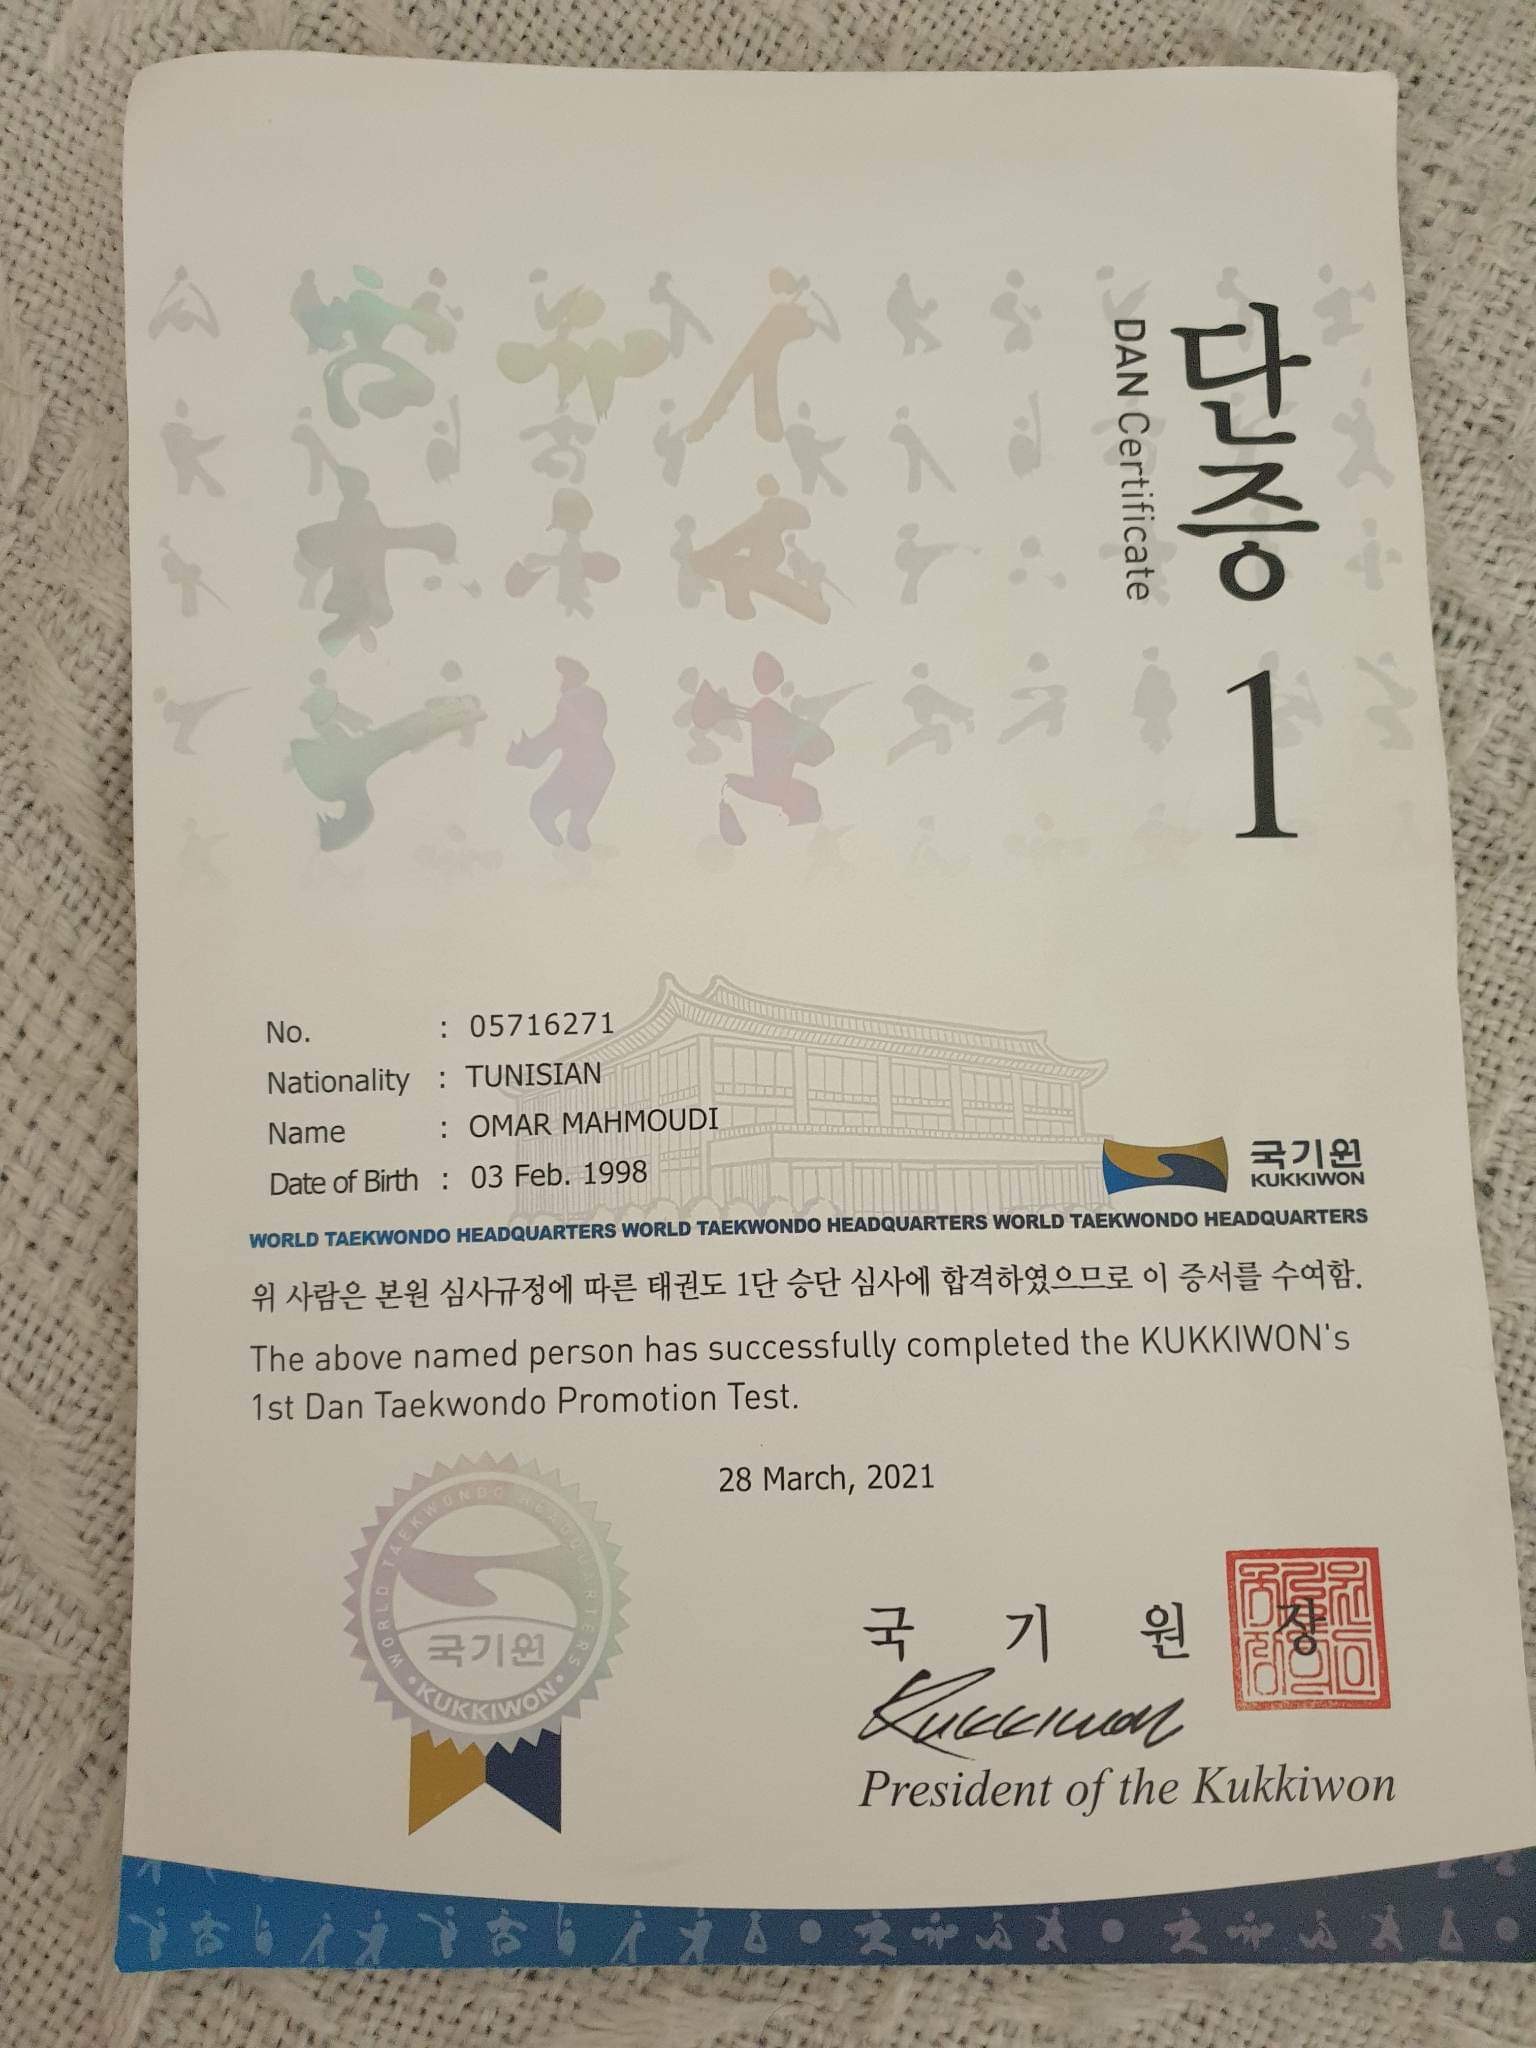 단증 1
DAN Certificate
No. : 05716271
Nationality : TUNISIAN
Name : OMAR MAHMOUDI
Date of Birth : 03 Feb. 1998
국기원
KUKKIWON
WORLD TAEKWONDO HEADQUARTERS WORLD TAEKWONDO HEADQUARTERS WORLD TAEKWONDO HEADQUARTERS
위 사람은 본원 심사규정에 따른 태권도 1단 승단 심사에 합격하였으므로 이 증서를 수여함.
The above named person has successfully completed the KUKKIWON's
1st Dan Taekwondo Promotion Test.
28 March, 2021
WORLD TAEKWONDO HEADQUARTERS
국기원
KUKKIWON
국 기 원 장
Kukkiwon
President of the Kukkiwon